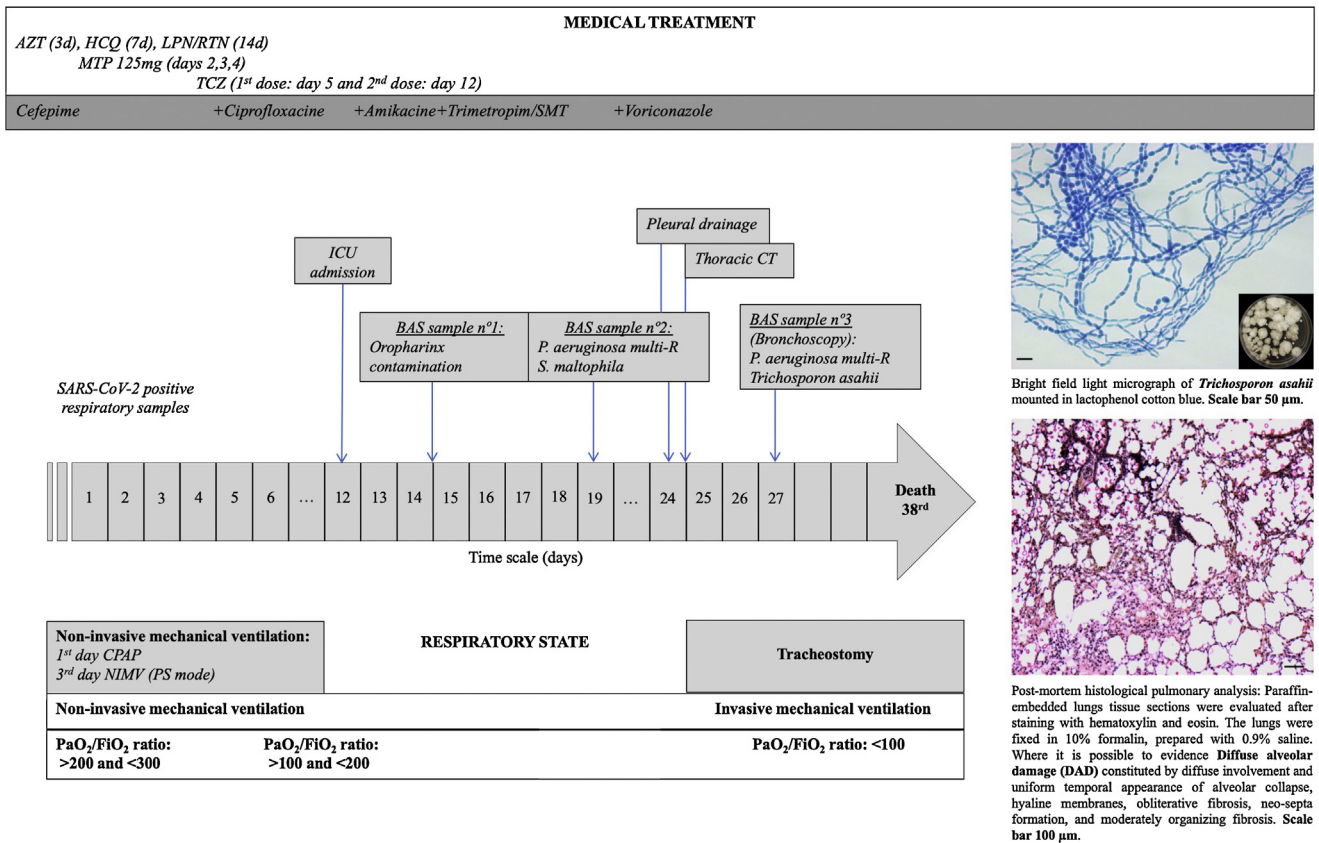 MEDICAL TREATMENT
AZT (3d), HCQ (7d), LPN/RTN (14d)
MTP 125mg (days 2,3,4)
TCZ (1st dose: day 5 and 2nd dose: day 12)
Cefepime +Ciprofloxacine +Amikacine+Trimetropim/SMT +Voriconazole
Pleural drainage
Thoracic CT
ICU
admission
BAS sample nº1:
Oropharinx
contamination
BAS sample nº2:
P. aeruginosa multi-R
S. maltophila
BAS sample nº3
(Bronchoscopy):
P. aeruginosa multi-R
Trichosporon asahii
SARS-CoV-2 positive
respiratory samples
1 2 3 4 5 6 … 12 13 14 15 16 17 18 19 … 24 25 26 27
Death
38rd
Time scale (days)
Non-invasive mechanical ventilation:
1st day CPAP
3rd day NIMV (PS mode)
RESPIRATORY STATE
Tracheostomy
Non-invasive mechanical ventilation
Invasive mechanical ventilation
PaO2/FiO2 ratio:
>200 and <300
PaO2/FiO2 ratio:
>100 and <200
PaO2/FiO2 ratio: <100
Bright field light micrograph of Trichosporon asahii
mounted in lactophenol cotton blue. Scale bar 50 µm.
Post-mortem histological pulmonary analysis: Paraffin-
embedded lungs tissue sections were evaluated after
staining with hematoxylin and eosin. The lungs were
fixed in 10% formalin, prepared with 0.9% saline.
Where it is possible to evidence Diffuse alveolar
damage (DAD) constituted by diffuse involvement and
uniform temporal appearance of alveolar collapse,
hyaline membranes, obliterative fibrosis, neo-septa
formation, and moderately organizing fibrosis. Scale
bar 100 µm.